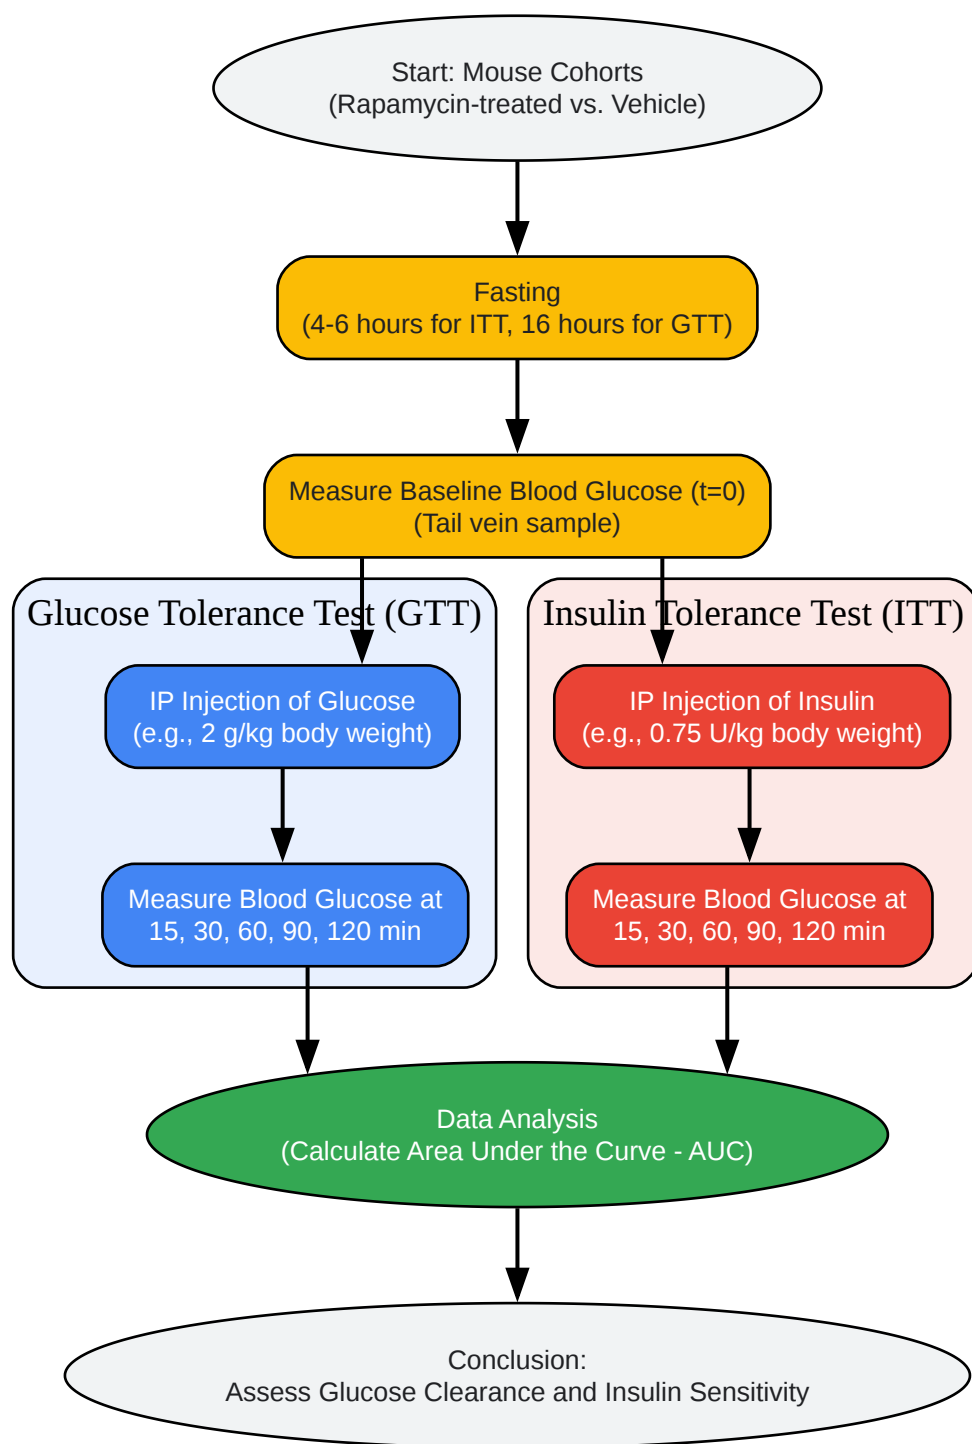 Start: Mouse Cohorts
(Rapamycin-treated vs. Vehicle)
Fasting
(4-6 hours for ITT, 16 hours for GTT)
Measure Baseline Blood Glucose (t=0)
(Tail vein sample)
Glucose Tolerance Test (GTT)
IP Injection of Glucose
(e.g., 2 g/kg body weight)
Measure Blood Glucose at
15, 30, 60, 90, 120 min
Insulin Tolerance Test (ITT)
IP Injection of Insulin
(e.g., 0.75 U/kg body weight)
Measure Blood Glucose at
15, 30, 60, 90, 120 min
Data Analysis
(Calculate Area Under the Curve - AUC)
Conclusion:
Assess Glucose Clearance and Insulin Sensitivity